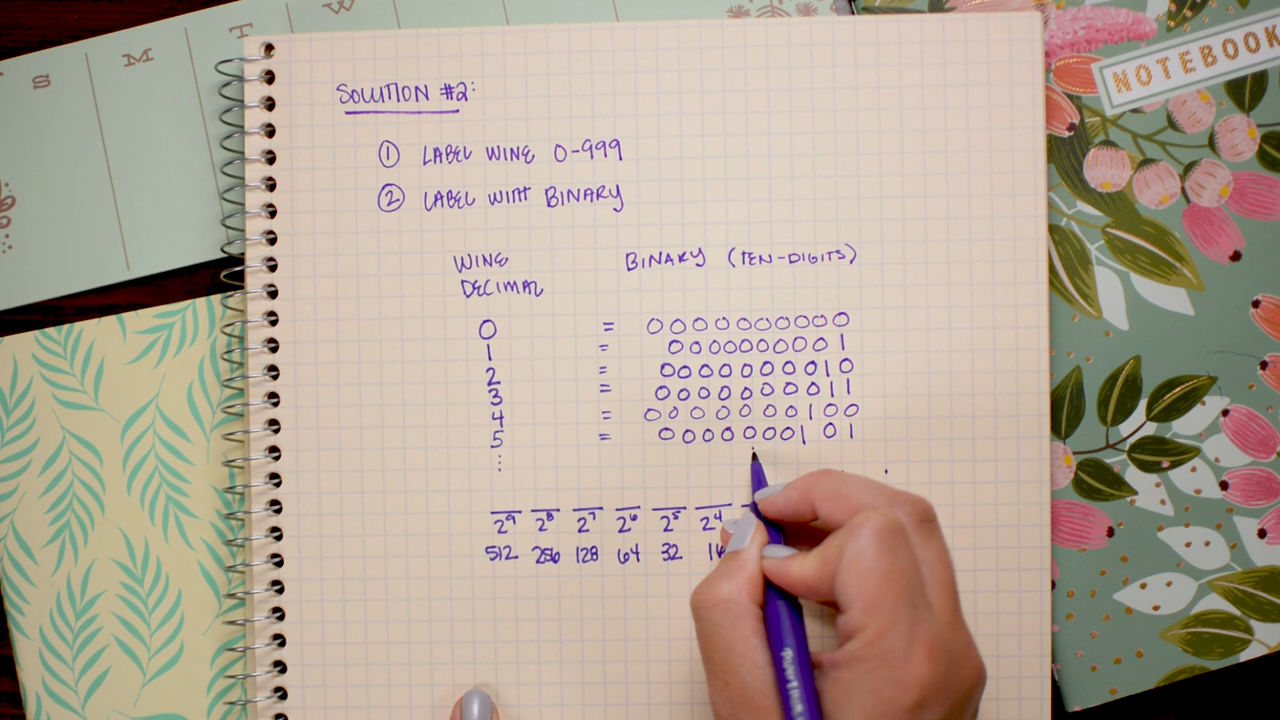 S M T W
NOTEBOOK
SOLUTION #2:
① LABEL WINE 0-999
② LABEL WITH BINARY
WINE BINARY (TEN-DIGITS)
DECIMAL
0 = 0000000000
1 = 000000001
2 = 0000000010
3 = 0000000011
4 = 0000000100
5 = 0000000101
⋮
2⁹ 2⁸ 2⁷ 2⁶ 2⁵ 2⁴
512 256 128 64 32 16